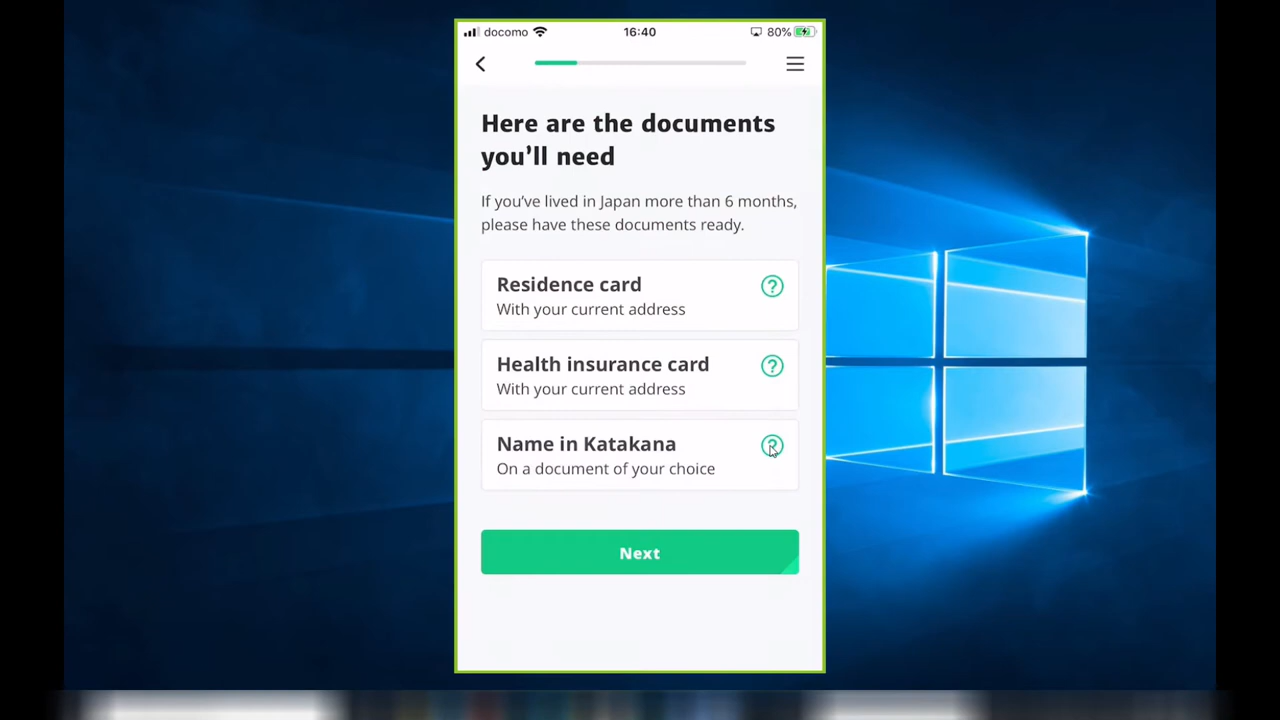 docomo 16:40 80%
Here are the documents
you’ll need
If you’ve lived in Japan more than 6 months,
please have these documents ready.
Residence card
?
With your current address
Health insurance card
?
With your current address
Name in Katakana
?
On a document of your choice
Next